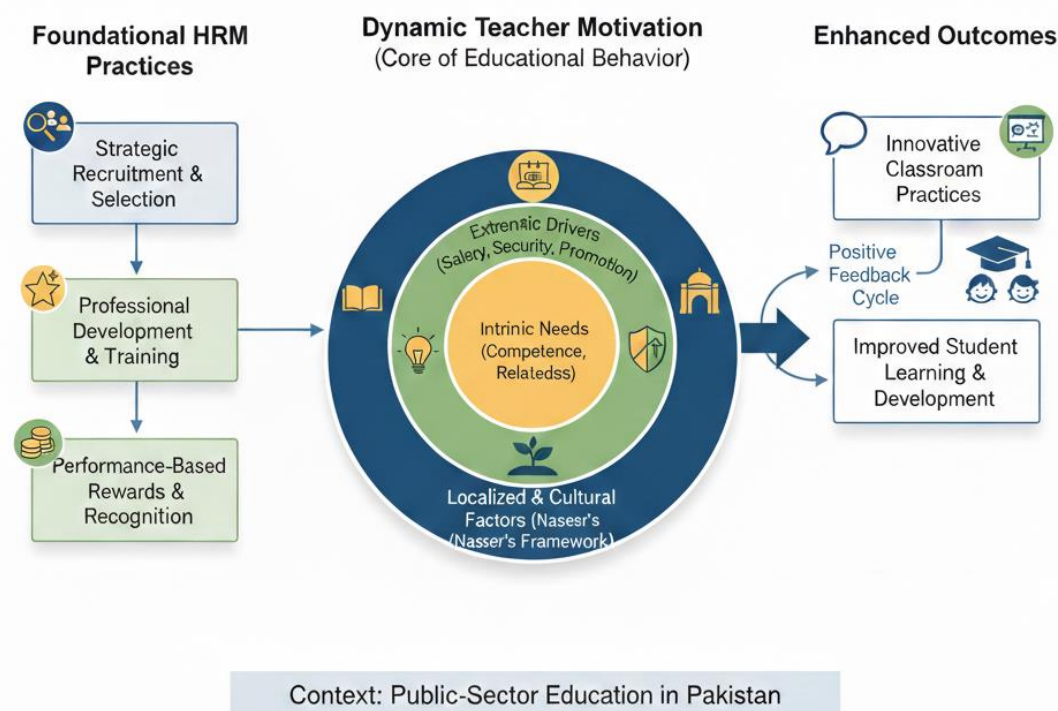 Foundational HRM
Practices
Strategic
Recruitment &
Selection
Professional
Development
& Training
Performance-Based
Rewards &
Recognition
Dynamic Teacher Motivation
(Core of Educational Behavior)
Extrensic Drivers
(Salery, Security, Promotion)
Intrinic Needs
(Competence,
Relatedss)
Localized & Cultural
Factors (Nasesr's
(Nasser's Framework)
Enhanced Outcomes
Innovative
Classroam
Practices
Positive
Feedback
Cycle
Improved Student
Learning &
Development
Context: Public-Sector Education in Pakistan